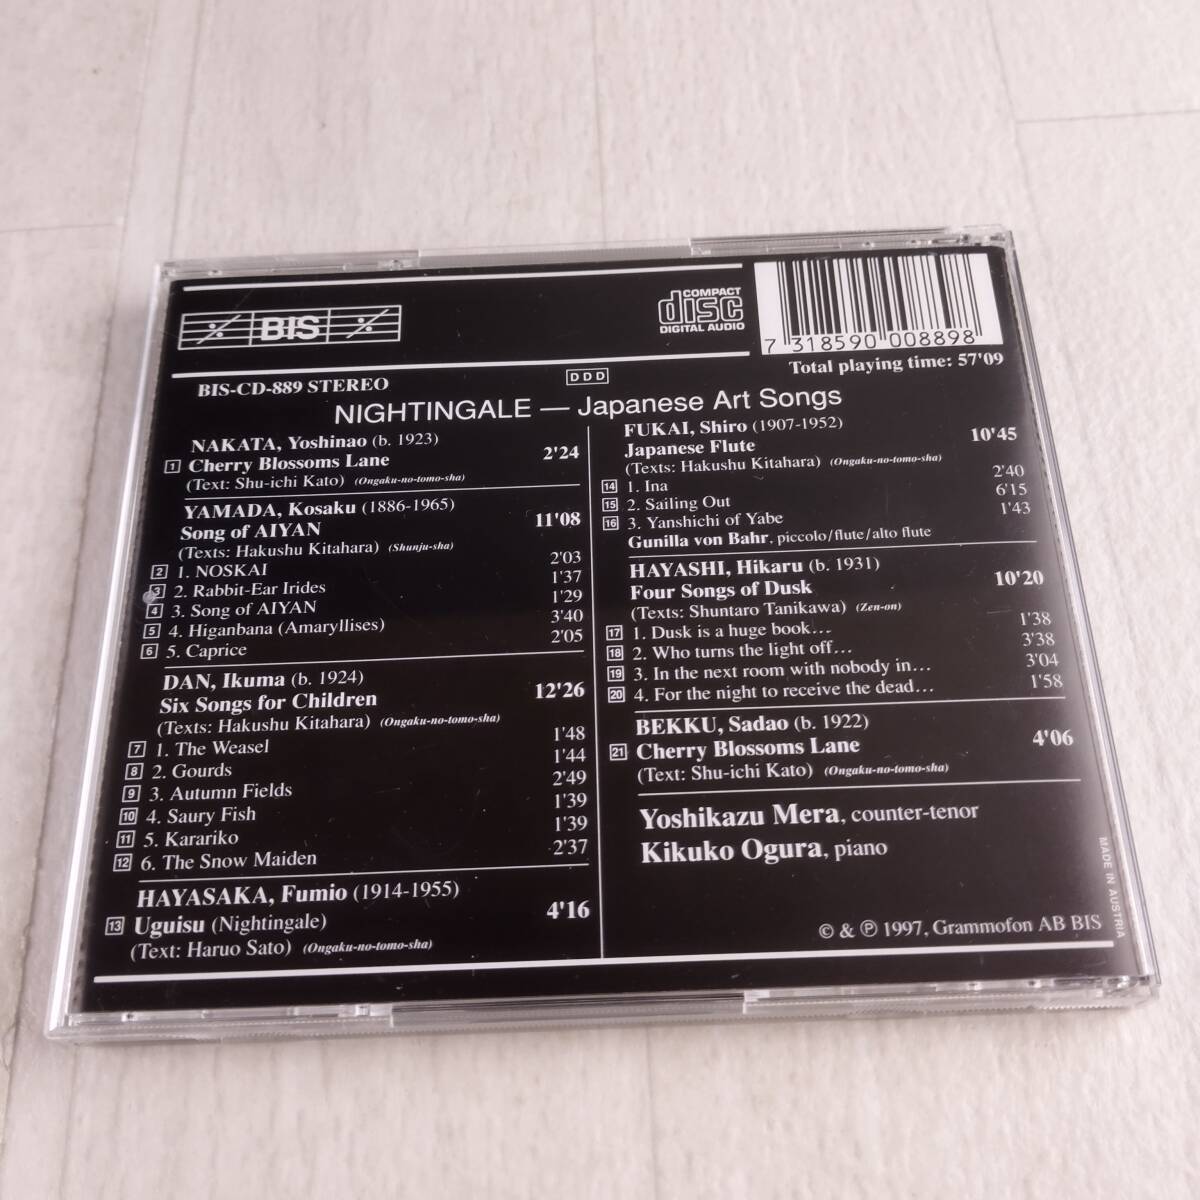 BIS
COMPACT
disc
DIGITAL AUDIO
7 318590 008898
Total playing time: 57'09
BIS-CD-889 STEREO
DDD
NIGHTINGALE — Japanese Art Songs
NAKATA, Yoshinao (b. 1923)
1 Cherry Blossoms Lane 2'24
(Text: Shu-ichi Kato) (Ongaku-no-tomo-sha)
YAMADA, Kosaku (1886-1965)
Song of AIYAN 11'08
(Texts: Hakushu Kitahara) (Shunju-sha)
2 1. NOSKAI 2'03
3 2. Rabbit-Ear Irides 1'37
4 3. Song of AIYAN 1'29
5 4. Higanbana (Amaryllises) 3'40
6 5. Caprice 2'05
DAN, Ikuma (b. 1924)
Six Songs for Children 12'26
(Texts: Hakushu Kitahara) (Ongaku-no-tomo-sha)
7 1. The Weasel 1'48
8 2. Gourds 1'44
9 3. Autumn Fields 2'49
10 4. Saury Fish 1'39
11 5. Karariko 1'39
12 6. The Snow Maiden 2'37
HAYASAKA, Fumio (1914-1955)
13 Uguisu (Nightingale) 4'16
(Text: Haruo Sato) (Ongaku-no-tomo-sha)
FUKAI, Shiro (1907-1952)
Japanese Flute 10'45
(Texts: Hakushu Kitahara) (Ongaku-no-tomo-sha)
14 1. Ina 2'40
15 2. Sailing Out 6'15
16 3. Yanshichi of Yabe 1'43
Gunilla von Bahr, piccolo/flute/alto flute
HAYASHI, Hikaru (b. 1931)
Four Songs of Dusk 10'20
(Texts: Shuntaro Tanikawa) (Zen-on)
17 1. Dusk is a huge book... 1'38
18 2. Who turns the light off... 3'38
19 3. In the next room with nobody in... 3'04
20 4. For the night to receive the dead... 1'58
BEKKU, Sadao (b. 1922)
21 Cherry Blossoms Lane 4'06
(Text: Shu-ichi Kato) (Ongaku-no-tomo-sha)
Yoshikazu Mera, counter-tenor
Kikuko Ogura, piano
© & ℗ 1997, Grammofon AB BIS
MADE IN AUSTRIA